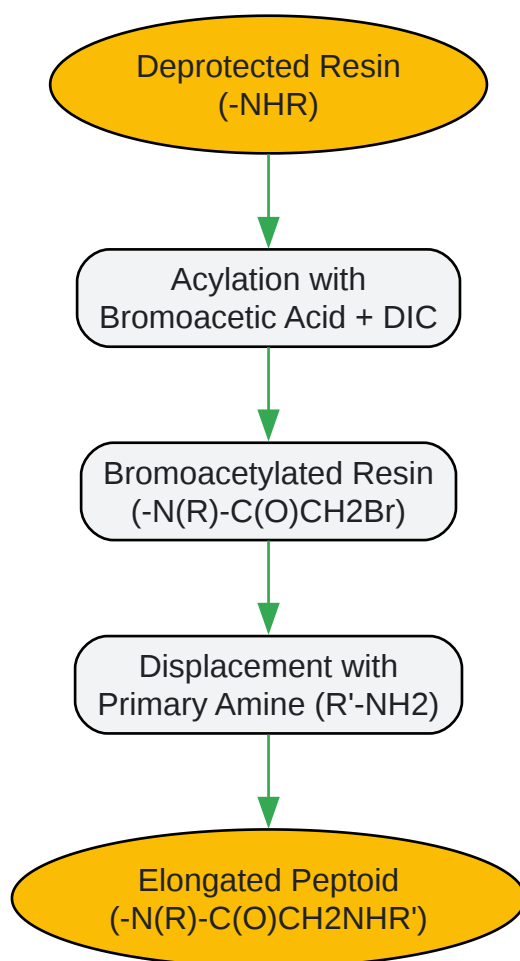 Deprotected Resin
(-NHR)
Acylation with
Bromoacetic Acid + DIC
Bromoacetylated Resin
(-N(R)-C(O)CH2Br)
Displacement with
Primary Amine (R'-NH2)
Elongated Peptoid
(-N(R)-C(O)CH2NHR')